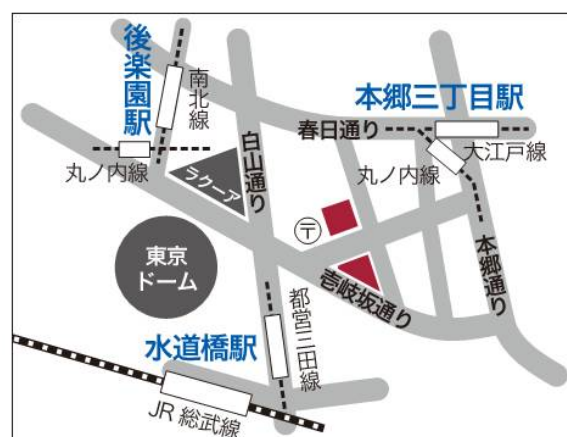 後楽園駅
南北線
丸ノ内線
ラクーア
白山通り
春日通り
本郷三丁目駅
大江戸線
丸ノ内線
本郷通り
〒
壱岐坂通り
東京
ドーム
水道橋駅
都営三田線
JR 総武線